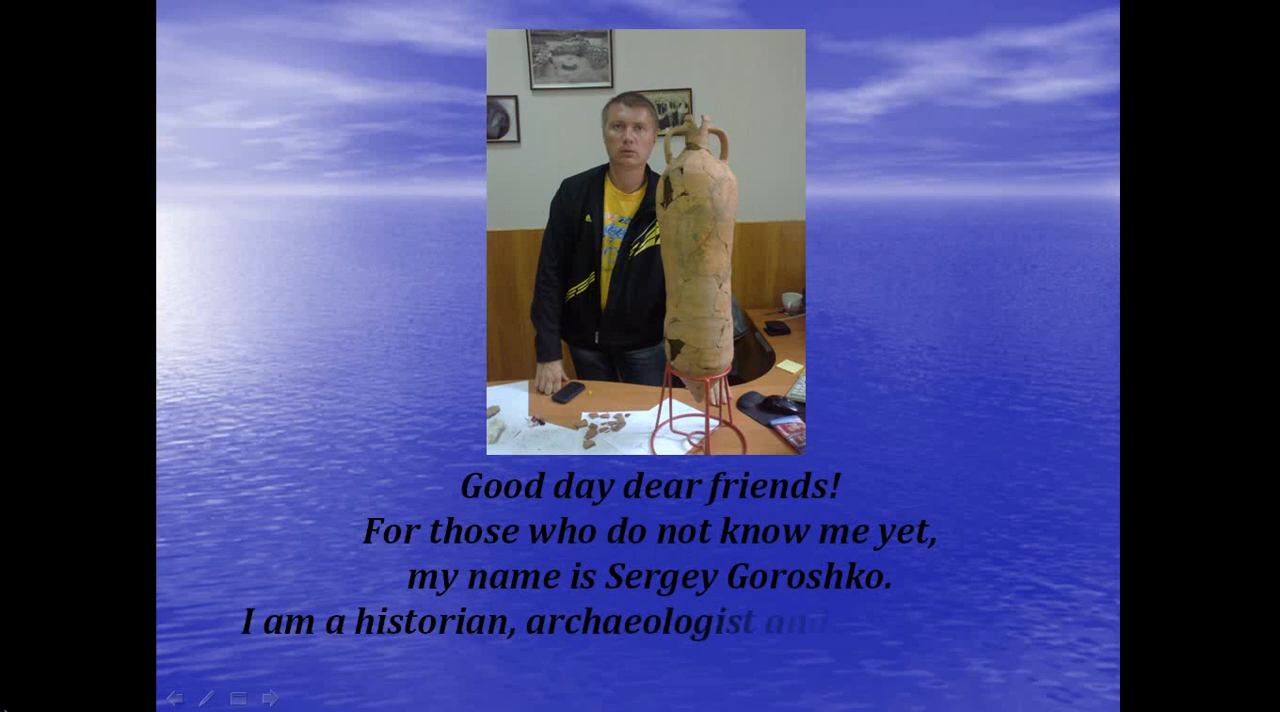 Good day dear friends!
For those who do not know me yet,
my name is Sergey Goroshko.
I am a historian, archaeologist and